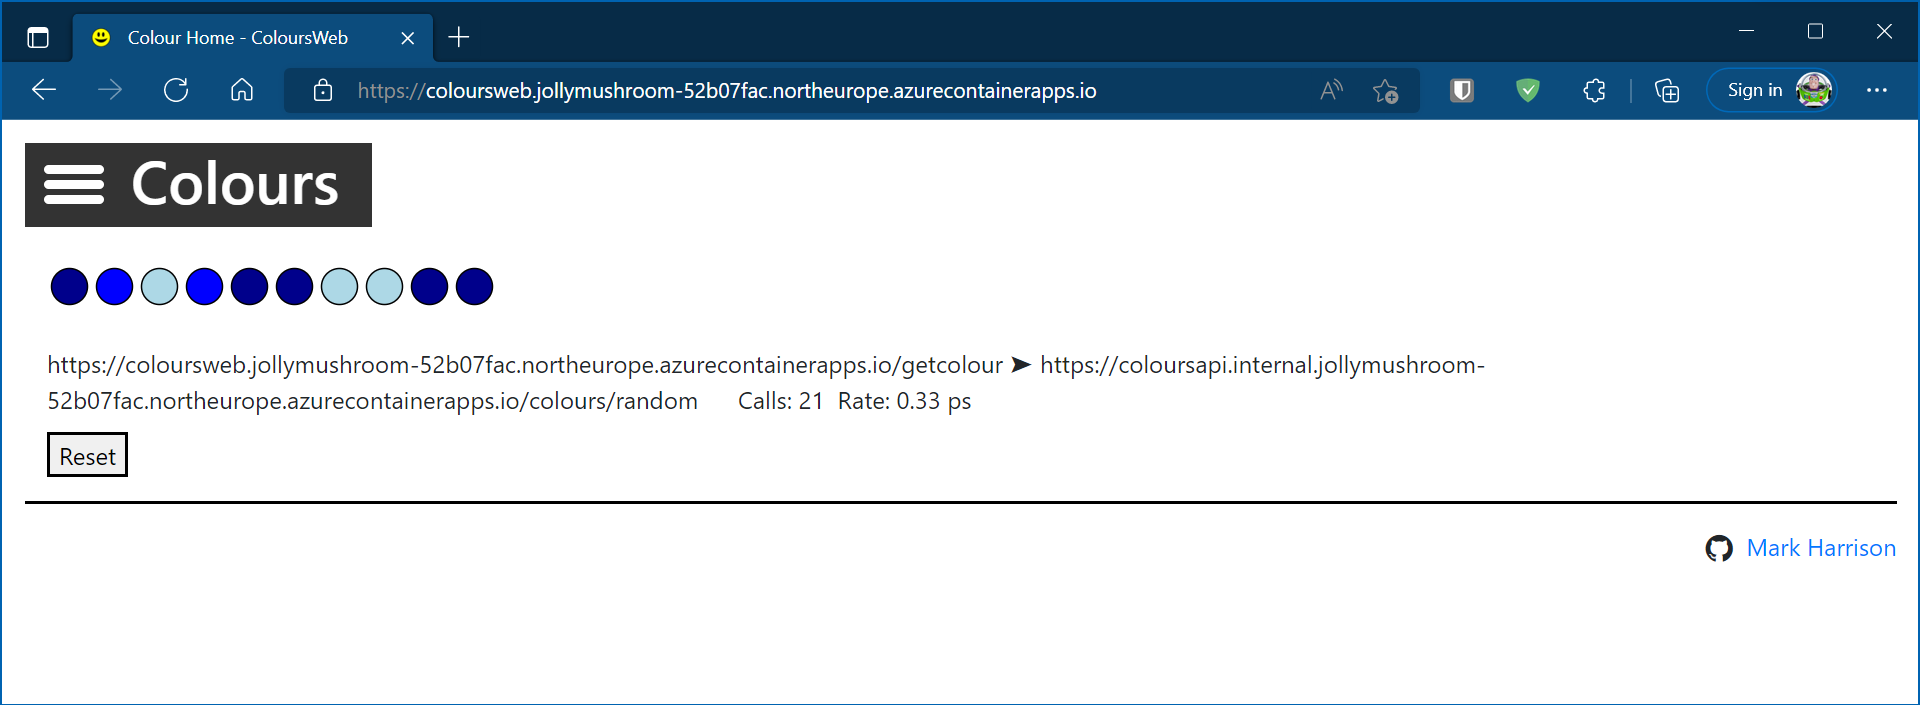 Colour Home - ColoursWeb
https://coloursweb.jollymushroom-52b07fac.northeurope.azurecontainerapps.io
Sign in
Colours
https://coloursweb.jollymushroom-52b07fac.northeurope.azurecontainerapps.io/getcolour ➤ https://coloursapi.internal.jollymushroom-
52b07fac.northeurope.azurecontainerapps.io/colours/random Calls: 21 Rate: 0.33 ps
Reset
Mark Harrison